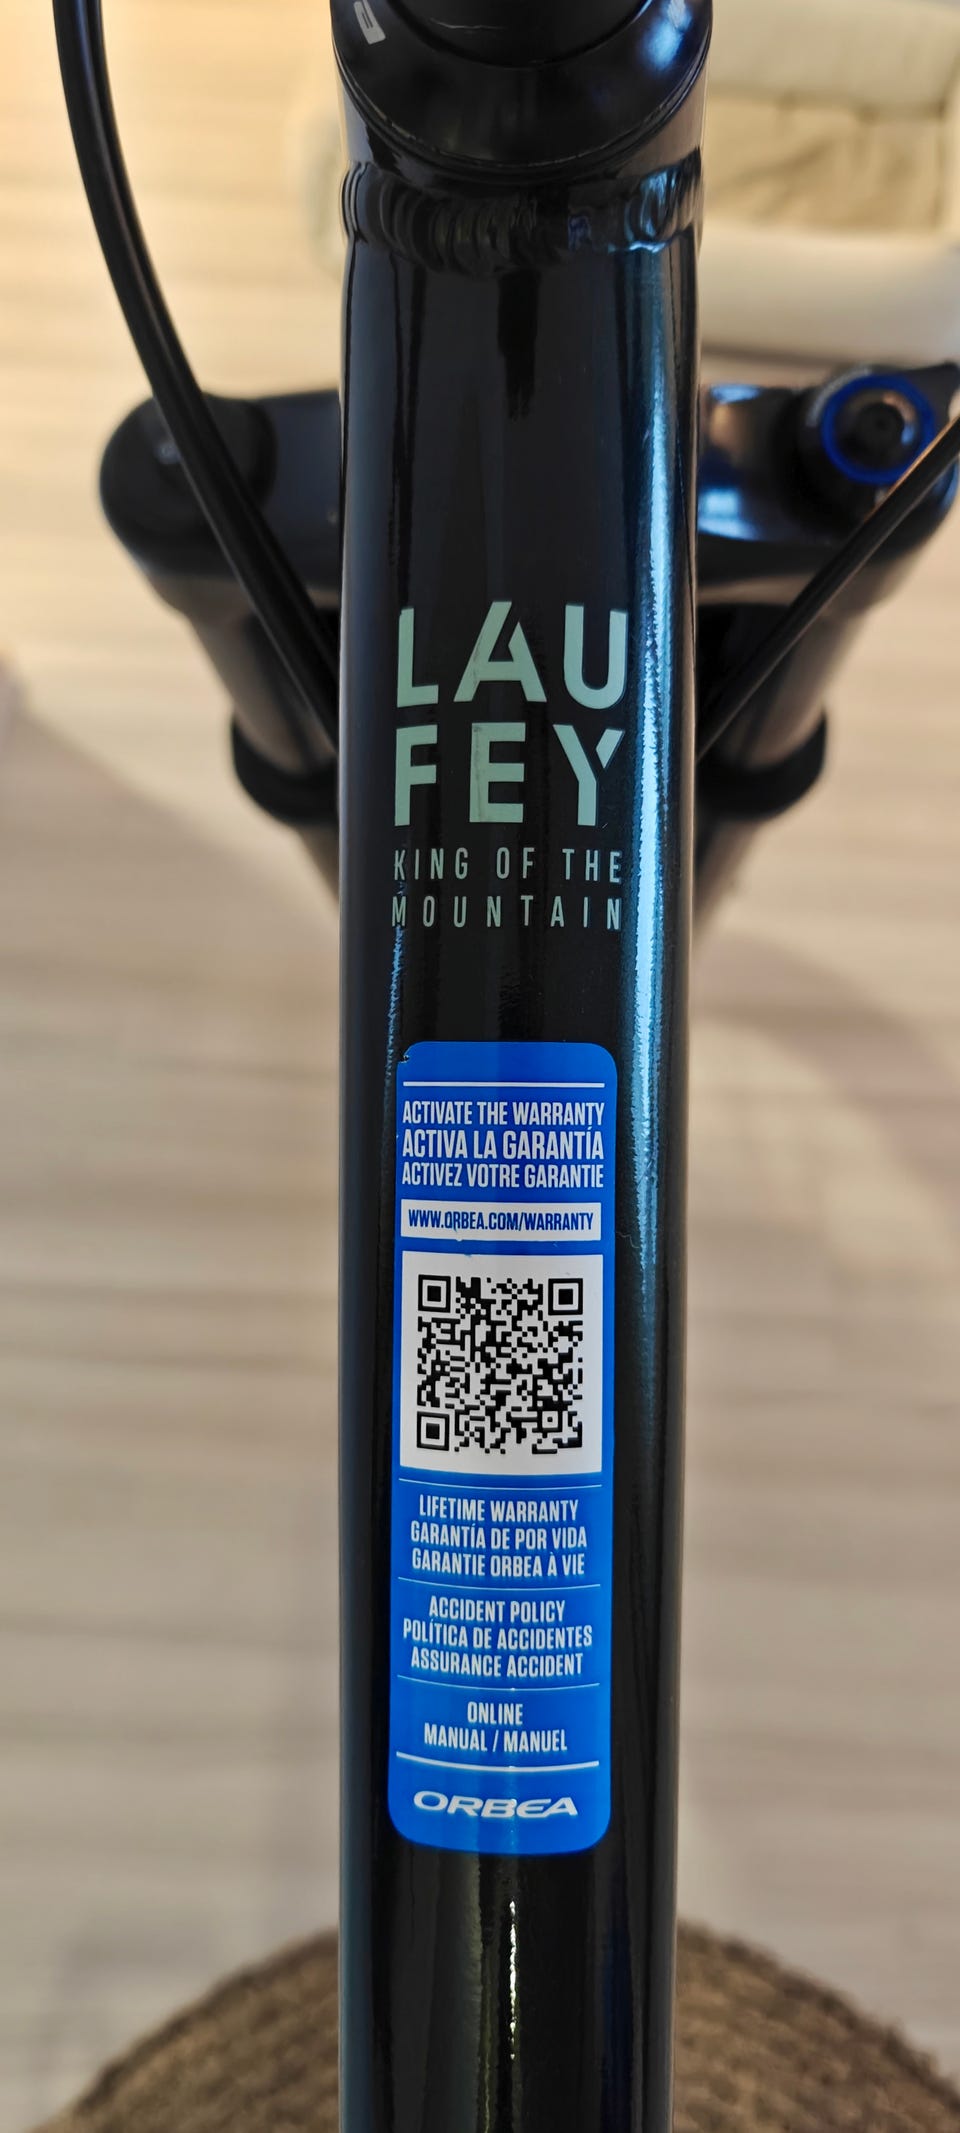 LAU
FEY
KING OF THE
MOUNTAIN
ACTIVATE THE WARRANTY
ACTIVA LA GARANTÍA
ACTIVEZ VOTRE GARANTIE
WWW.ORBEA.COM/WARRANTY
LIFETIME WARRANTY
GARANTÍA DE POR VIDA
GARANTIE ORBEA À VIE
ACCIDENT POLICY
POLÍTICA DE ACCIDENTES
ASSURANCE ACCIDENT
ONLINE
MANUAL / MANUEL
ORBEA